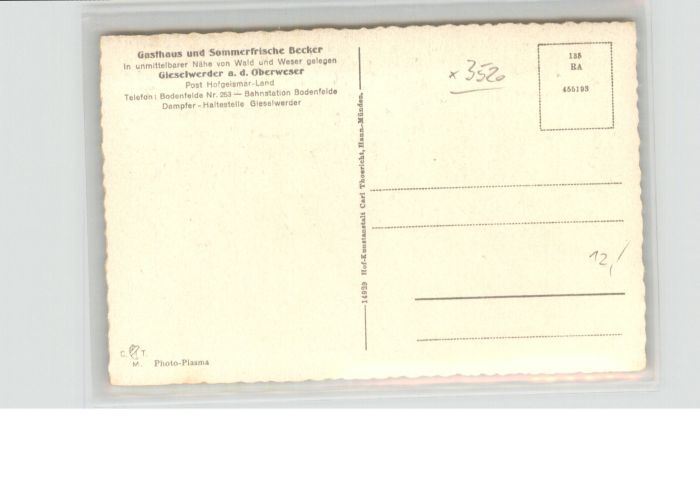 Gasthaus und Sommerfrische Becker
In unmittelbarer Nähe von Wald und Weser gelegen
Gieselwerder a. d. Oberweser
Post Hofgeismar-Land
Telefon: Bodenfelde Nr. 253 — Bahnstation Bodenfelde
Dampfer-Haltestelle Gieselwerder
x 3520
135
RA
455193
14939 Hof-Kunstanstalt Carl Thoericht, Hann.-Münden.
12,/
C. T.
M. Photo-Plasma